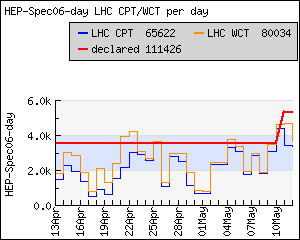 HEP-Spec06-day LHC CPT/WCT per day
LHC CPT 65622 LHC WCT 80034
declared 111426
HEP-Spec06-day
6.0k
4.0k
2.0k
0.0
13Apr 16Apr 19Apr 22Apr 25Apr 28Apr 01May 04May 07May 10May